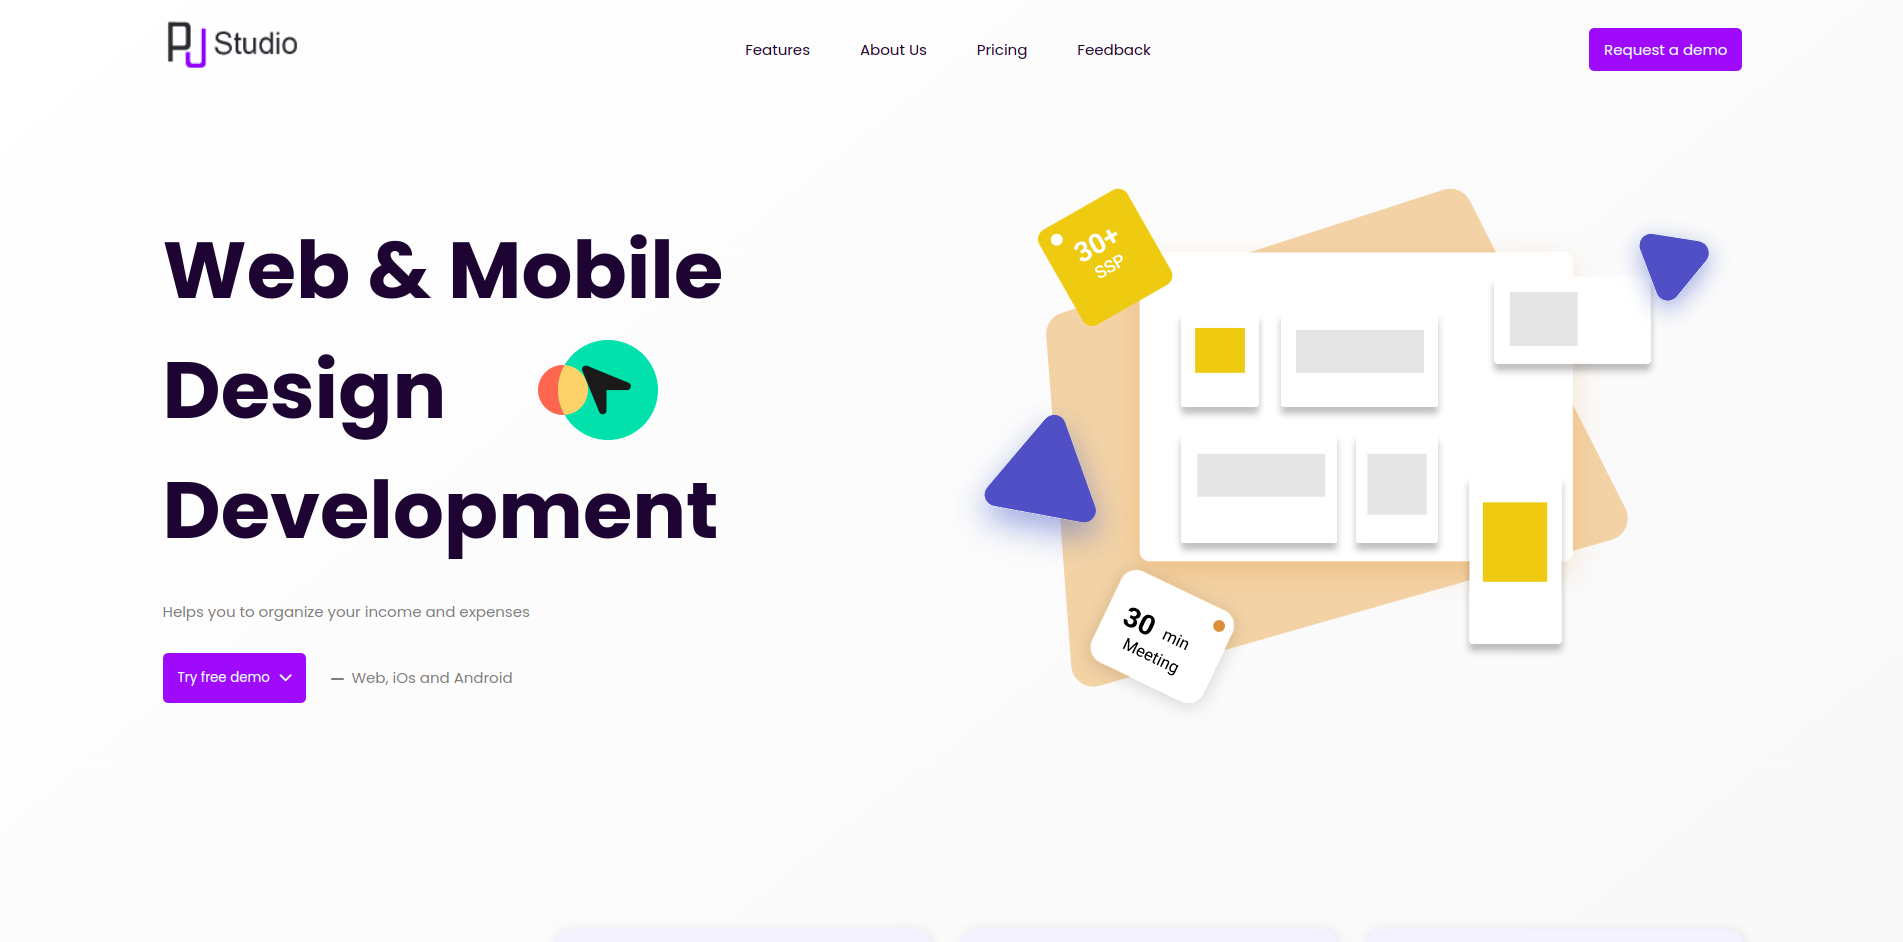 PJ Studio
Features
About Us
Pricing
Feedback
Request a demo
Web & Mobile
Design
Development
Helps you to organize your income and expenses
Try free demo
— Web, iOs and Android
30+
SSP
30 min
Meeting